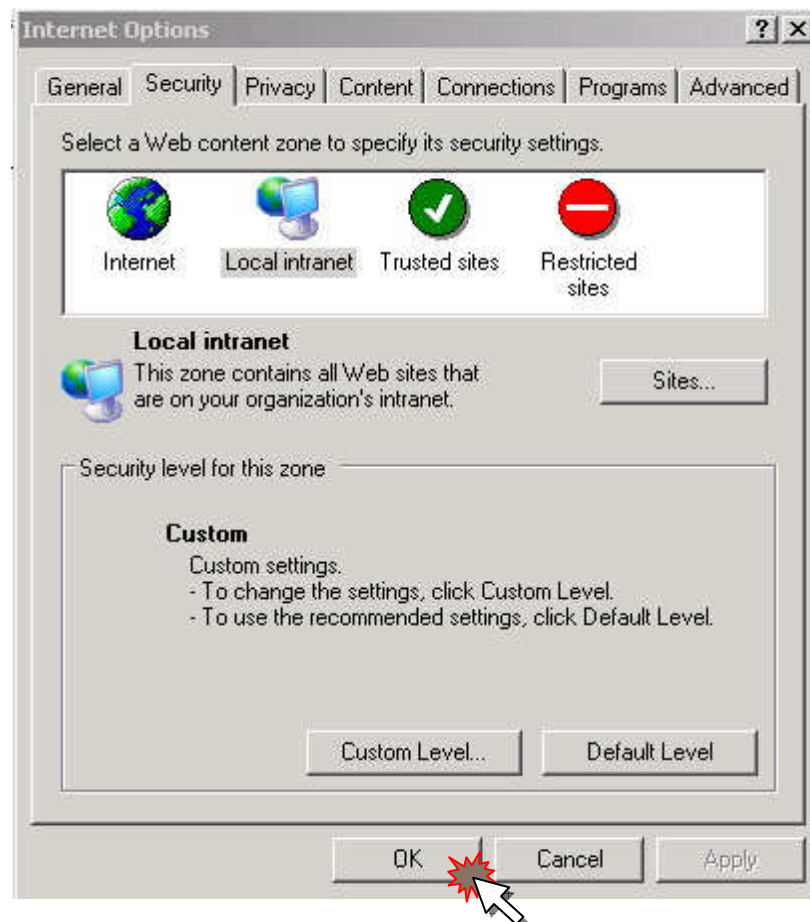 Internet Options
General Security Privacy Content Connections Programs Advanced
Select a Web content zone to specify its security settings.
Internet Local intranet Trusted sites Restricted sites
Local intranet
This zone contains all Web sites that
are on your organization's intranet.
Sites...
Security level for this zone
Custom
Custom settings.
- To change the settings, click Custom Level.
- To use the recommended settings, click Default Level.
Custom Level... Default Level
OK Cancel Apply